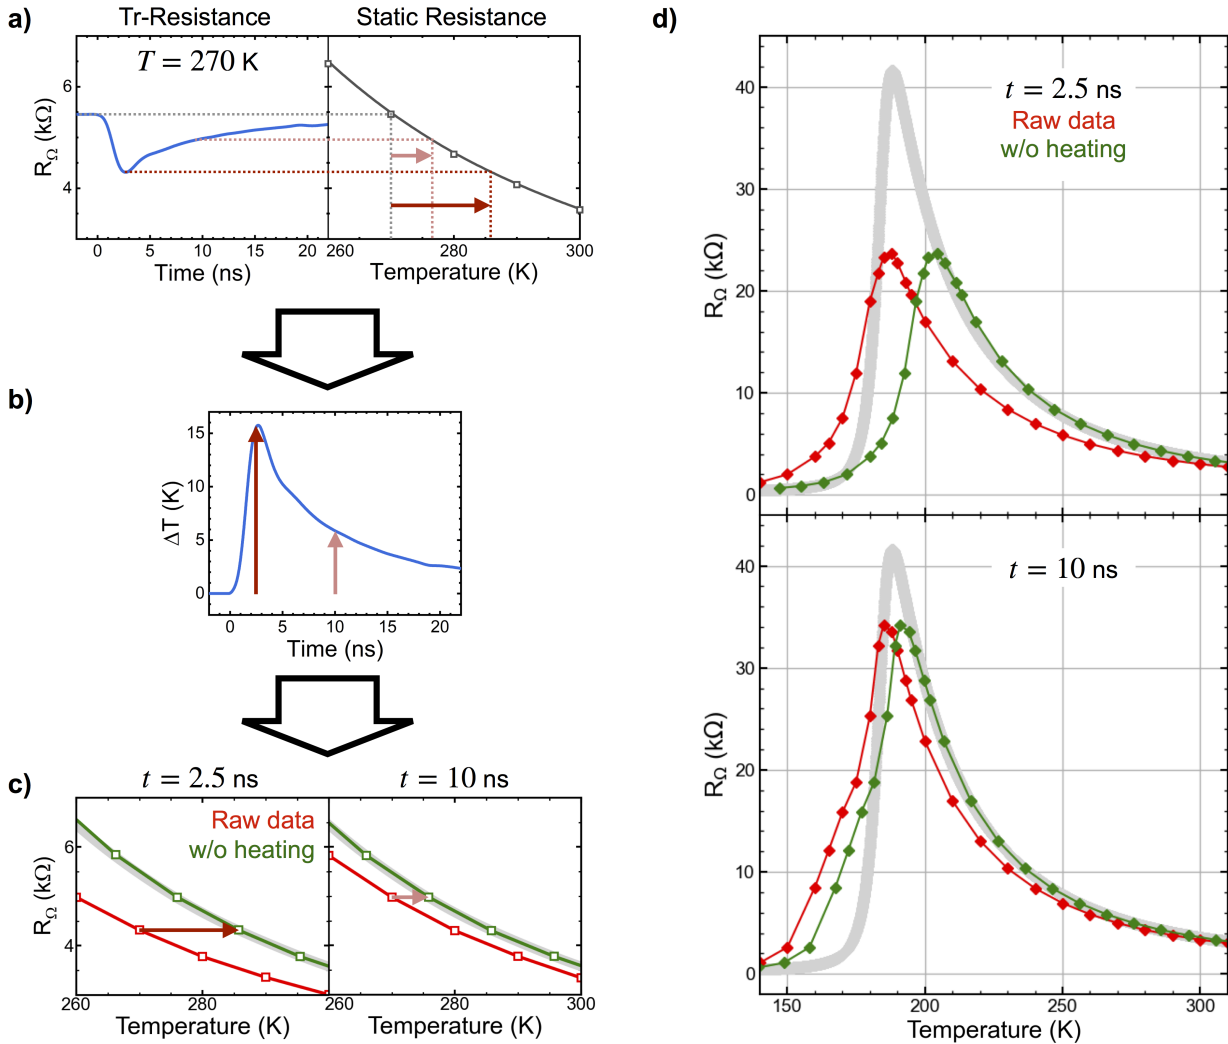 a)
Tr-Resistance
Static Resistance
T = 270 K
R_Ω (kΩ)
6
4
0 5 10 15 20
260 280 300
Time (ns)
Temperature (K)
b)
ΔT (K)
15
10
5
0
0 5 10 15 20
Time (ns)
c)
t = 2.5 ns
t = 10 ns
Raw data
w/o heating
R_Ω (kΩ)
6
4
260 280 260 280 300
Temperature (K)
Temperature (K)
d)
t = 2.5 ns
Raw data
w/o heating
R_Ω (kΩ)
40
30
20
10
0
t = 10 ns
R_Ω (kΩ)
40
30
20
10
0
150 200 250 300
Temperature (K)